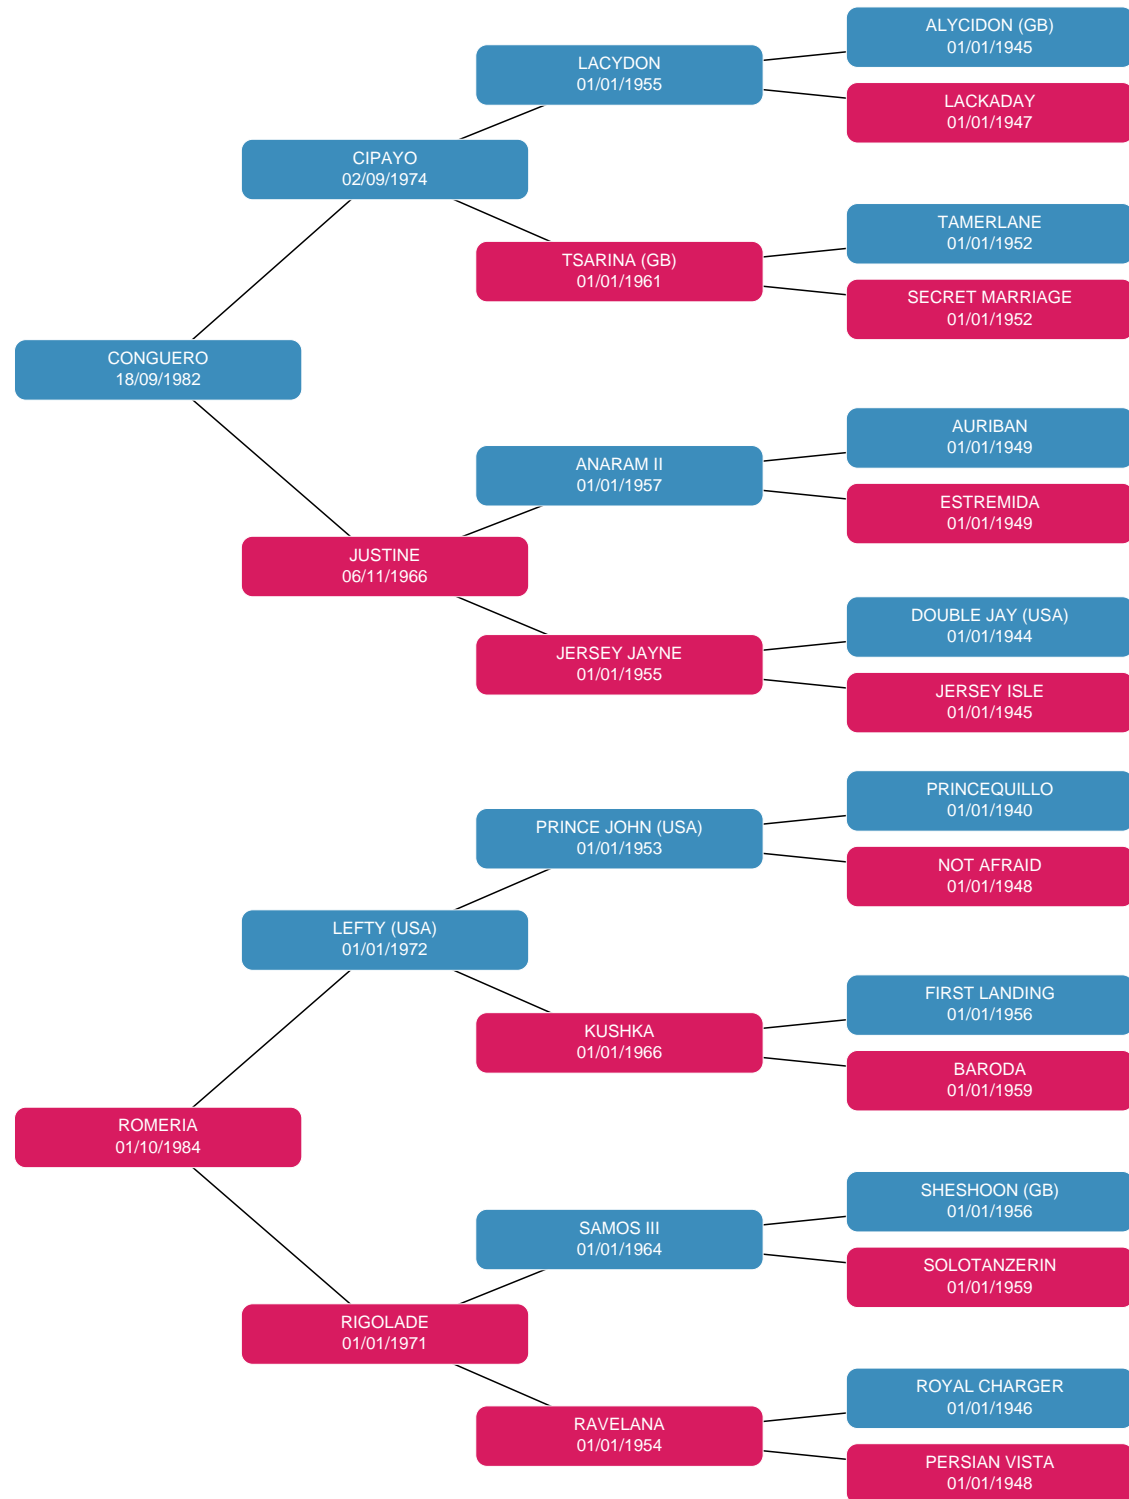 ALYCIDON (GB)
01/01/1945
LACYDON
01/01/1955
LACKADAY
01/01/1947
CIPAYO
02/09/1974
TAMERLANE
01/01/1952
TSARINA (GB)
01/01/1961
SECRET MARRIAGE
01/01/1952
CONGUERO
18/09/1982
AURIBAN
01/01/1949
ANARAM II
01/01/1957
ESTREMIDA
01/01/1949
JUSTINE
06/11/1966
DOUBLE JAY (USA)
01/01/1944
JERSEY JAYNE
01/01/1955
JERSEY ISLE
01/01/1945
PRINCEQUILLO
01/01/1940
PRINCE JOHN (USA)
01/01/1953
NOT AFRAID
01/01/1948
LEFTY (USA)
01/01/1972
FIRST LANDING
01/01/1956
KUSHKA
01/01/1966
BARODA
01/01/1959
ROMERIA
01/10/1984
SHESHOON (GB)
01/01/1956
SAMOS III
01/01/1964
SOLOTANZERIN
01/01/1959
RIGOLADE
01/01/1971
ROYAL CHARGER
01/01/1946
RAVELANA
01/01/1954
PERSIAN VISTA
01/01/1948